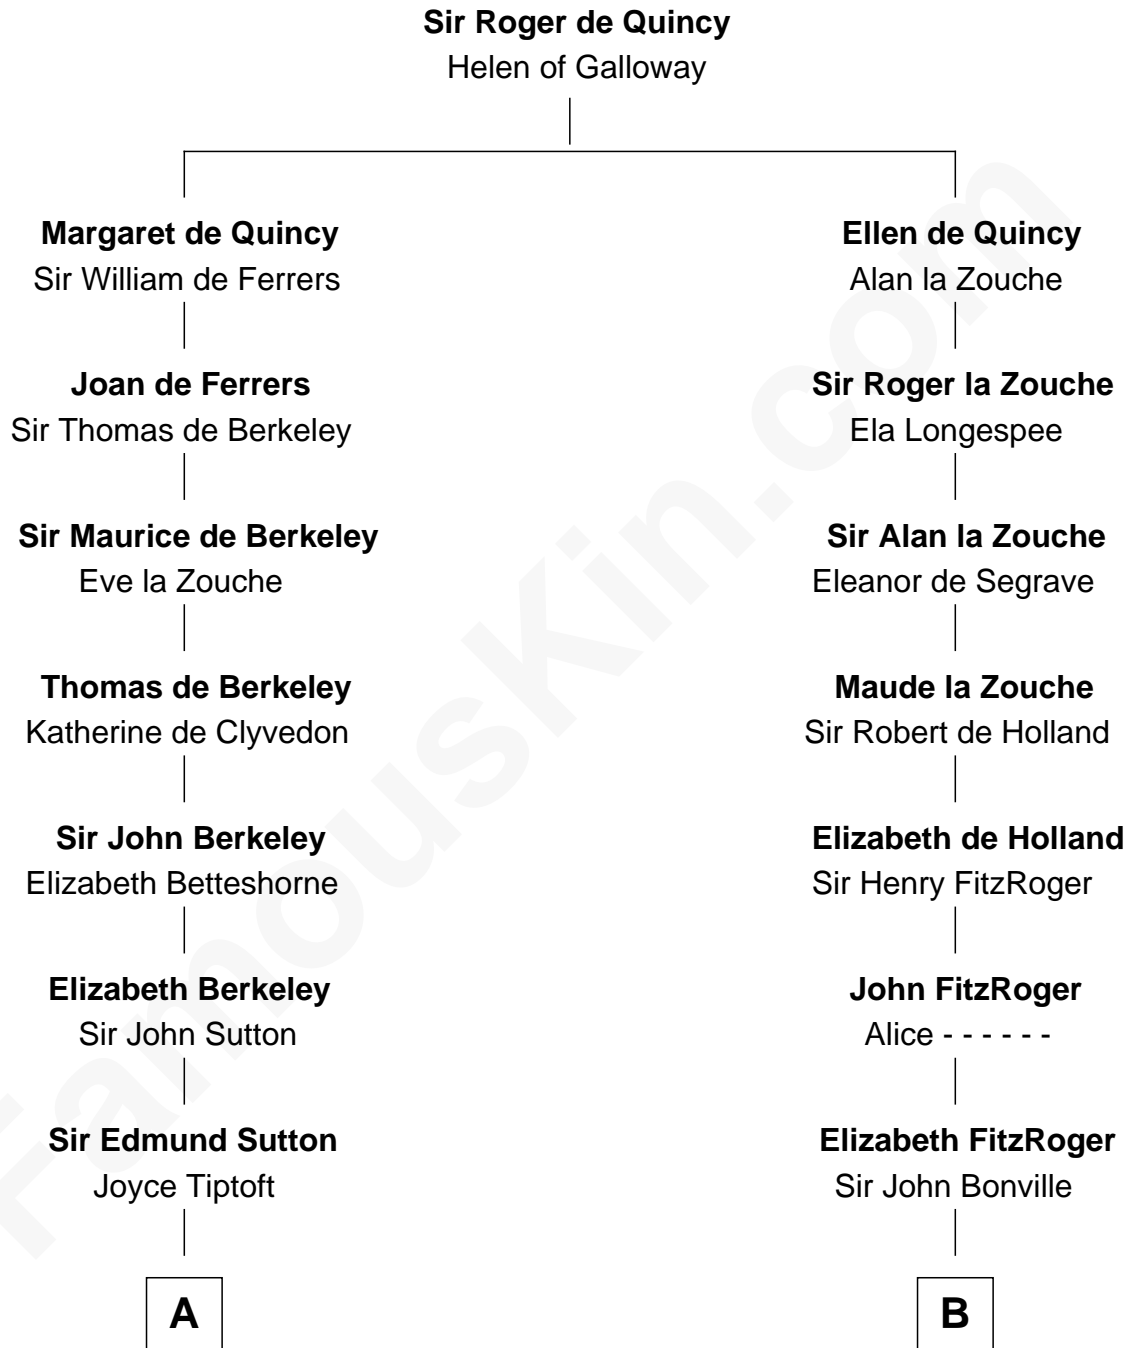 Sir Roger de Quincy
Helen of Galloway
Margaret de Quincy
Sir William de Ferrers
Ellen de Quincy
Alan la Zouche
Joan de Ferrers
Sir Thomas de Berkeley
Sir Roger la Zouche
Ela Longespee
Sir Maurice de Berkeley
Eve la Zouche
Sir Alan la Zouche
Eleanor de Segrave
Thomas de Berkeley
Katherine de Clyvedon
Maude la Zouche
Sir Robert de Holland
Sir John Berkeley
Elizabeth Betteshorne
Elizabeth de Holland
Sir Henry FitzRoger
Elizabeth Berkeley
Sir John Sutton
John FitzRoger
Alice - - - - - -
Sir Edmund Sutton
Joyce Tiptoft
Elizabeth FitzRoger
Sir John Bonville
A
B
FamousKin.com